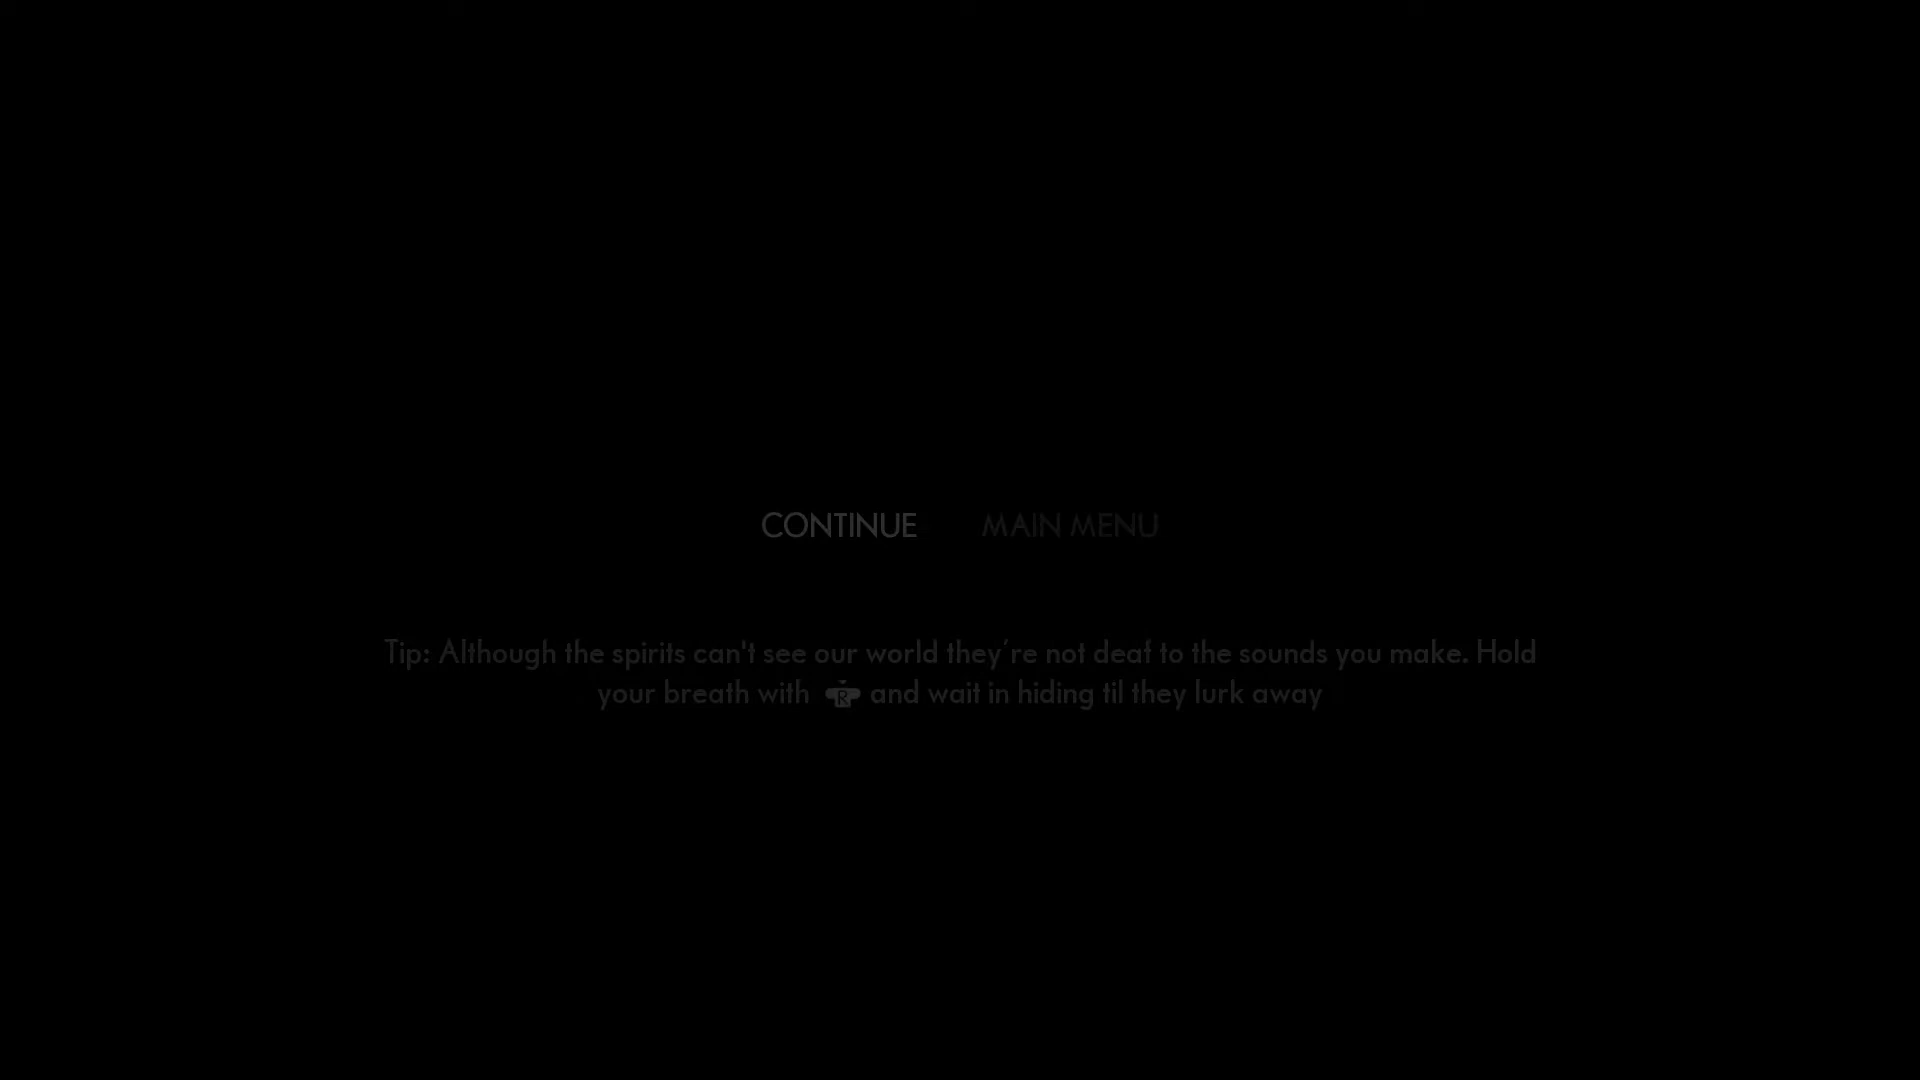 CONTINUE MAIN MENU
Tip: Although the spirits can't see our world they're not deaf to the sounds you make. Hold
your breath with R and wait in hiding til they lurk away